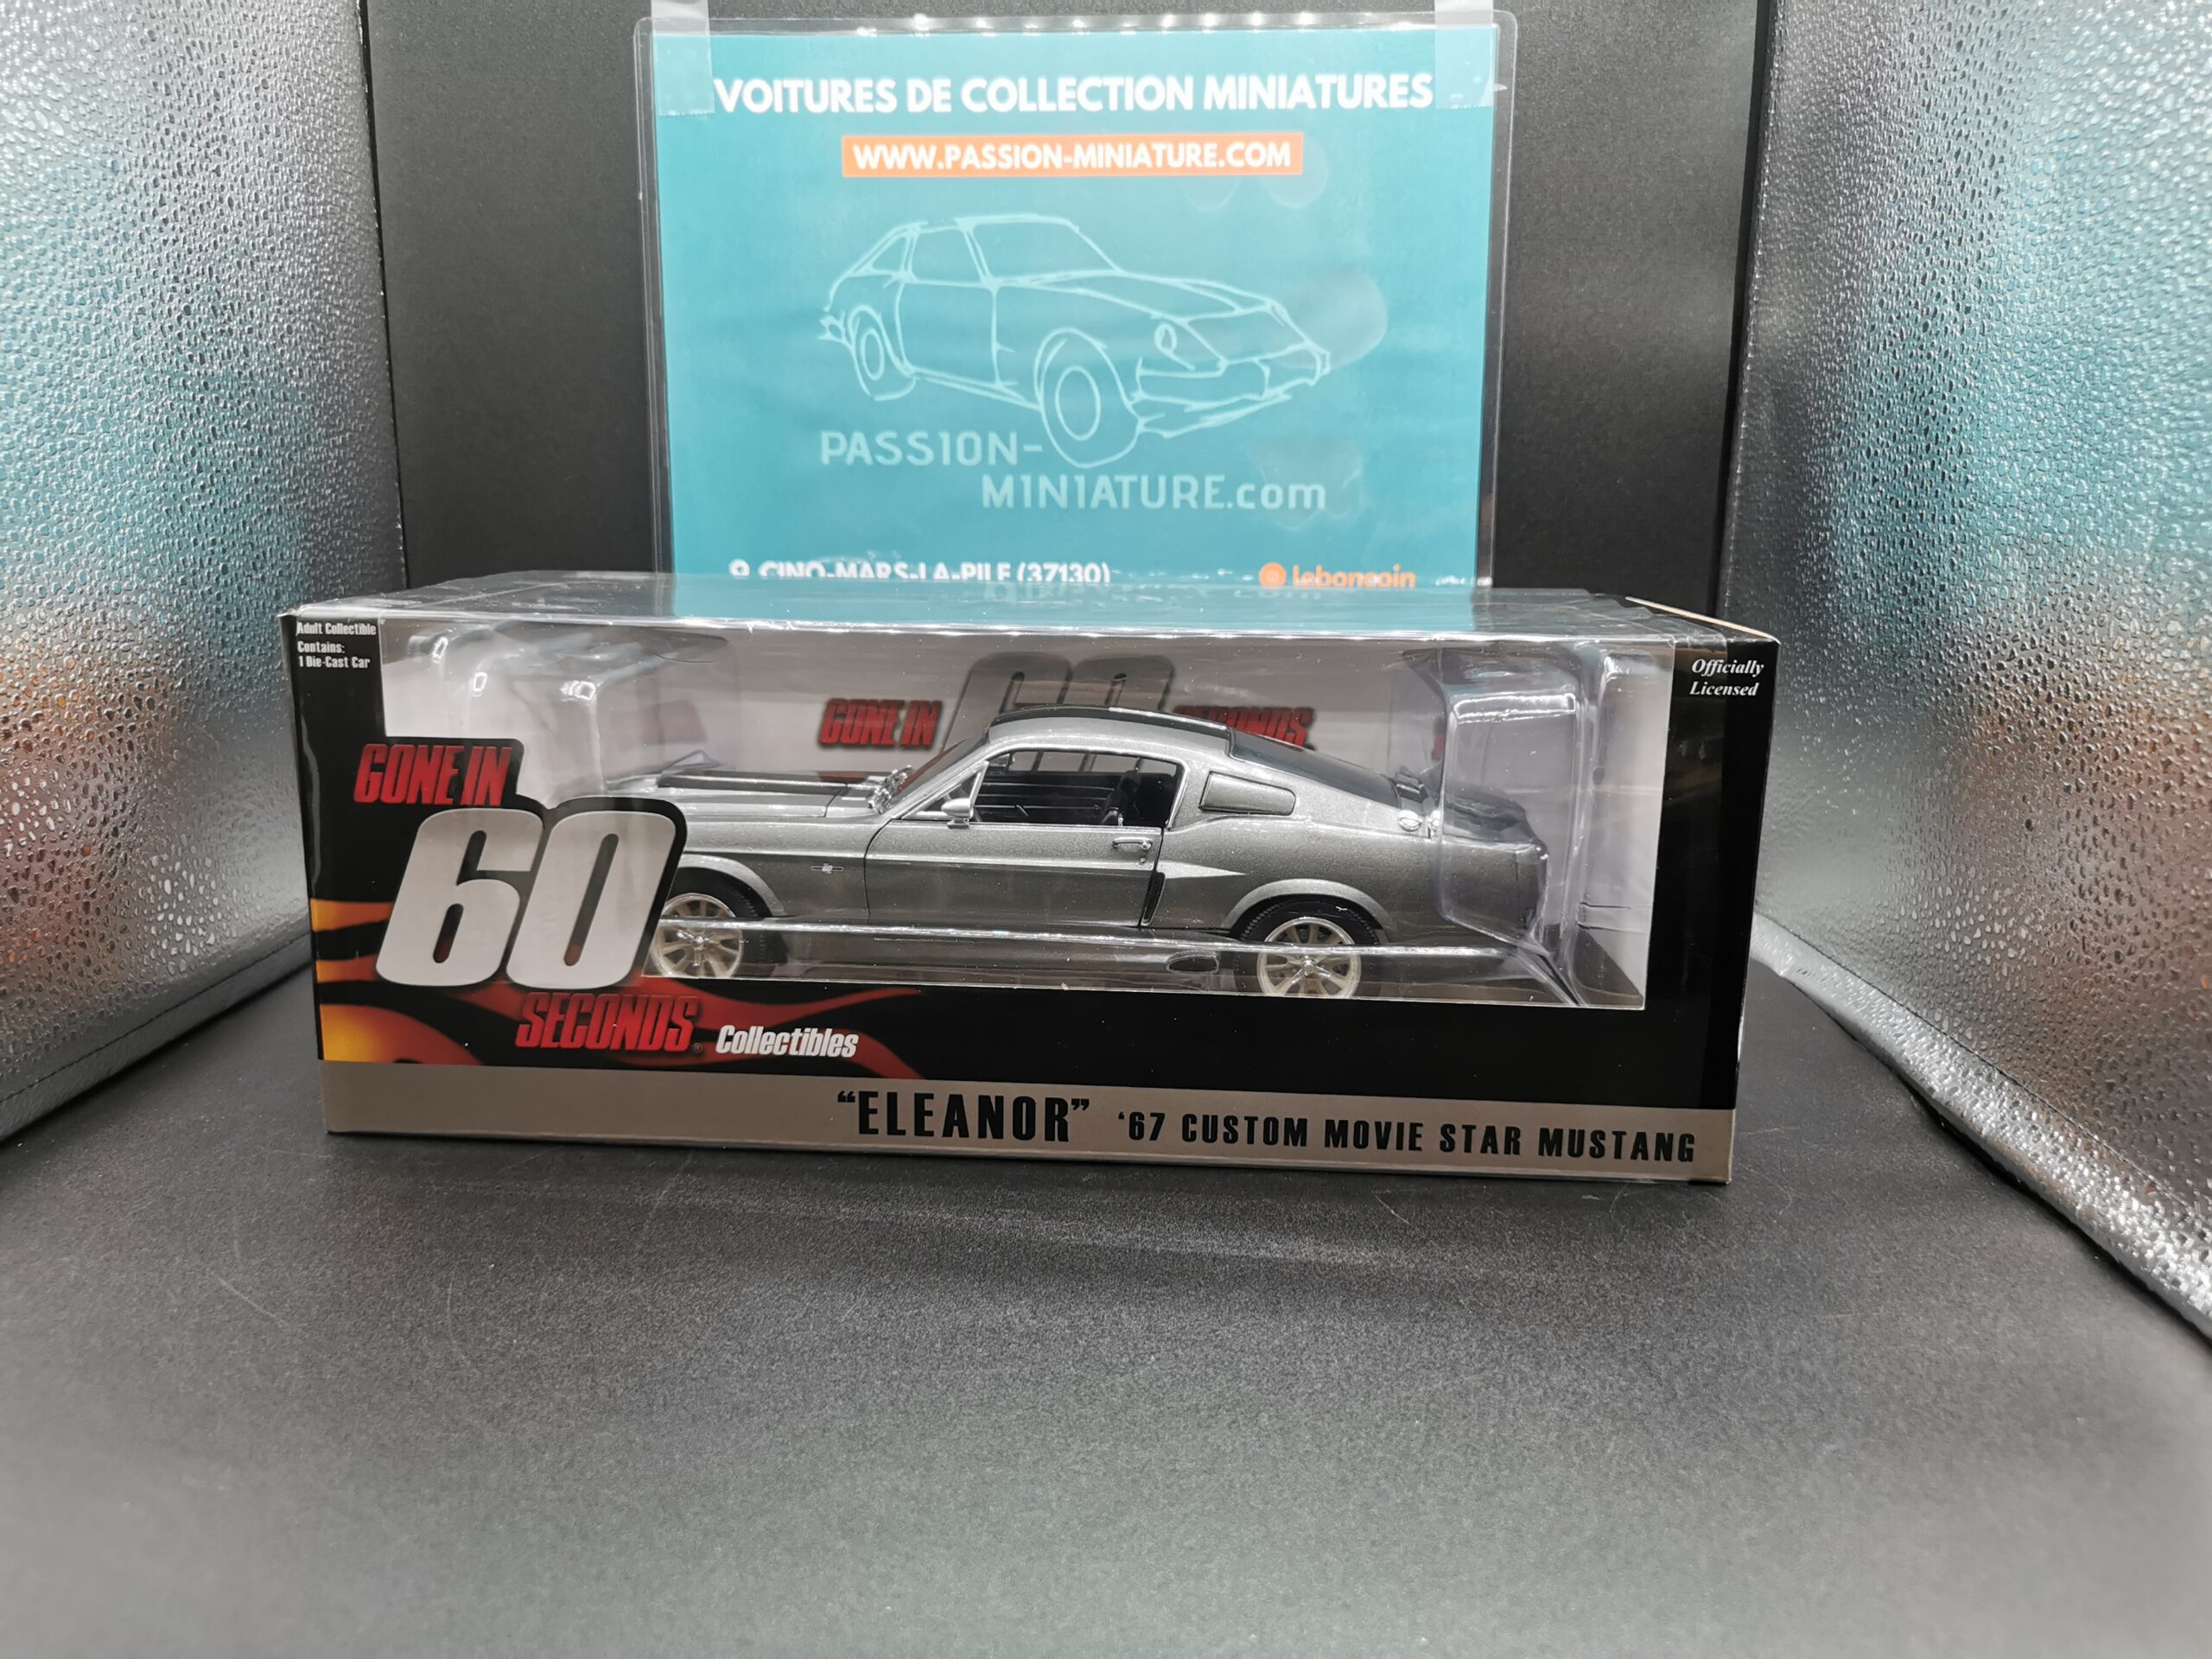 VOITURES DE COLLECTION MINIATURES
WWW.PASSION-MINIATURE.COM
PASSION-
MINIATURE.com
CINQ-MARS-LA-PILE (37130)
leboncoin
Adult Collectible
Contains:
1 Die-Cast Car
Officially
Licensed
GONE IN
60
SECONDS
GONE IN
60
SECONDS® Collectibles
“ELEANOR” ‘67 CUSTOM MOVIE STAR MUSTANG